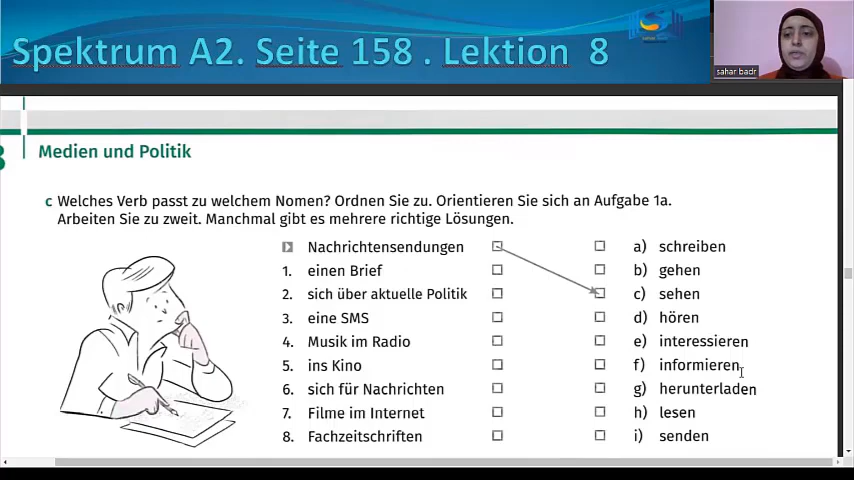 Spektrum A2. Seite 158 . Lektion 8
sahar badr
Medien und Politik
c Welches Verb passt zu welchem Nomen? Ordnen Sie zu. Orientieren Sie sich an Aufgabe 1a.
Arbeiten Sie zu zweit. Manchmal gibt es mehrere richtige Lösungen.
Nachrichtensendungen a) schreiben
1. einen Brief b) gehen
2. sich über aktuelle Politik c) sehen
3. eine SMS d) hören
4. Musik im Radio e) interessieren
5. ins Kino f) informieren
6. sich für Nachrichten g) herunterladen
7. Filme im Internet h) lesen
8. Fachzeitschriften i) senden